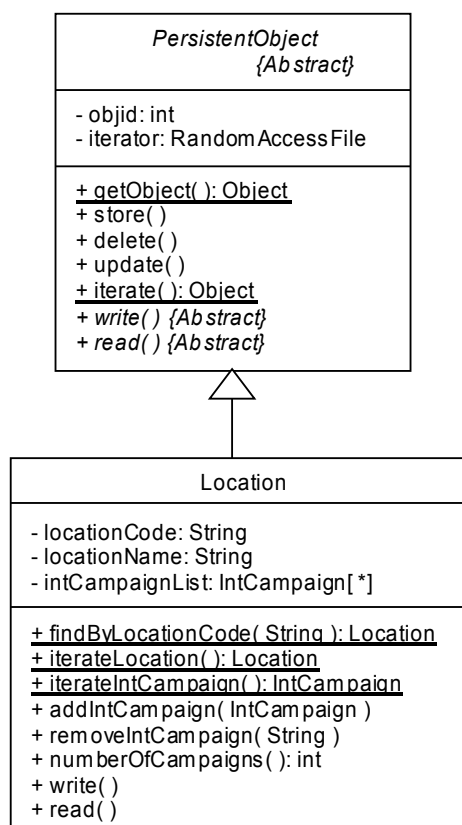 PersistentObject
{Abstract}
- objid: int
- iterator: RandomAccessFile
+ getObject( ): Object
+ store( )
+ delete( )
+ update( )
+ iterate( ): Object
+ write( ) {Abstract}
+ read( ) {Abstract}
Location
- locationCode: String
- locationName: String
- intCampaignList: IntCampaign[ *]
+ findByLocationCode( String ): Location
+ iterateLocation( ): Location
+ iterateIntCampaign( ): IntCampaign
+ addIntCampaign( IntCampaign )
+ removeIntCampaign( String )
+ numberOfCampaigns( ): int
+ write( )
+ read( )